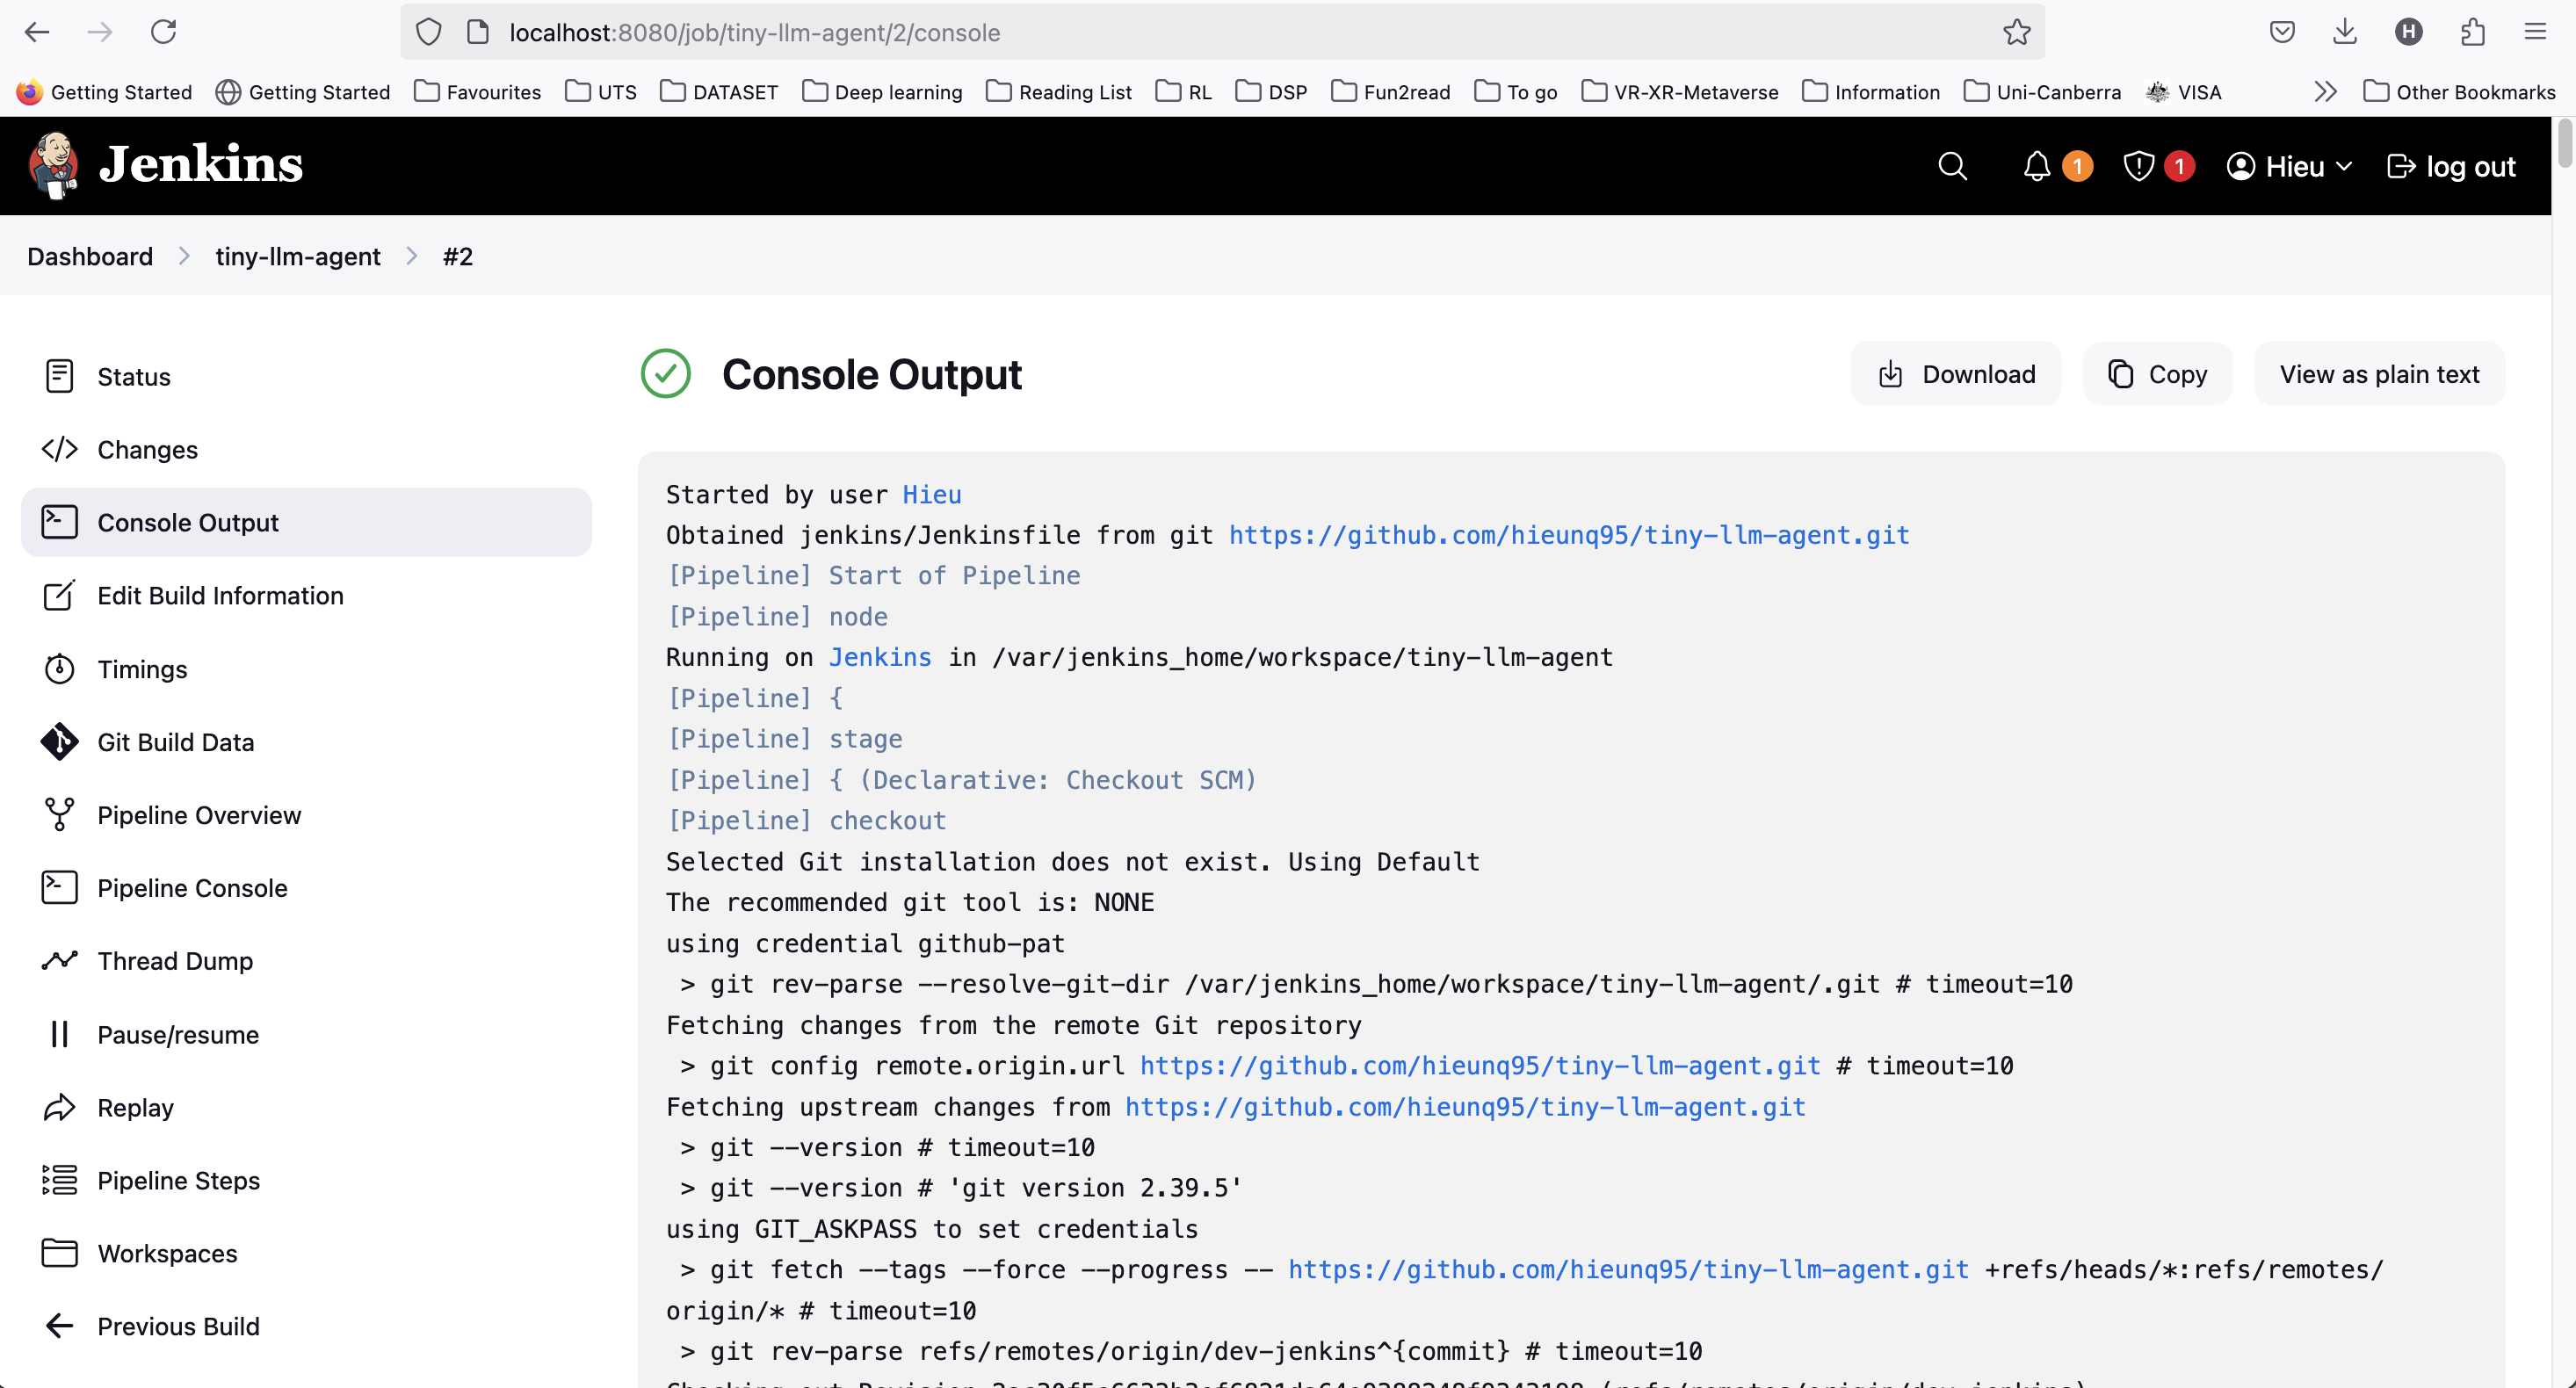 localhost:8080/job/tiny-llm-agent/2/console
H
Getting Started
Getting Started
Favourites
UTS
DATASET
Deep learning
Reading List
RL
DSP
Fun2read
To go
VR-XR-Metaverse
Information
Uni-Canberra
VISA
Other Bookmarks
Jenkins
1
1
Hieu
log out
Dashboard
tiny-llm-agent
#2
Status
Changes
Console Output
Edit Build Information
Timings
Git Build Data
Pipeline Overview
Pipeline Console
Thread Dump
Pause/resume
Replay
Pipeline Steps
Workspaces
Previous Build
Console Output
Download
Copy
View as plain text
Started by user Hieu
Obtained jenkins/Jenkinsfile from git https://github.com/hieunq95/tiny-llm-agent.git
[Pipeline] Start of Pipeline
[Pipeline] node
Running on Jenkins in /var/jenkins_home/workspace/tiny-llm-agent
[Pipeline] {
[Pipeline] stage
[Pipeline] { (Declarative: Checkout SCM)
[Pipeline] checkout
Selected Git installation does not exist. Using Default
The recommended git tool is: NONE
using credential github-pat
> git rev-parse --resolve-git-dir /var/jenkins_home/workspace/tiny-llm-agent/.git # timeout=10
Fetching changes from the remote Git repository
> git config remote.origin.url https://github.com/hieunq95/tiny-llm-agent.git # timeout=10
Fetching upstream changes from https://github.com/hieunq95/tiny-llm-agent.git
> git --version # timeout=10
> git --version # 'git version 2.39.5'
using GIT_ASKPASS to set credentials
> git fetch --tags --force --progress -- https://github.com/hieunq95/tiny-llm-agent.git +refs/heads/*:refs/remotes/
origin/* # timeout=10
> git rev-parse refs/remotes/origin/dev-jenkins^{commit} # timeout=10
Checking out Revision (refs/remotes/origin/dev-jenkins)